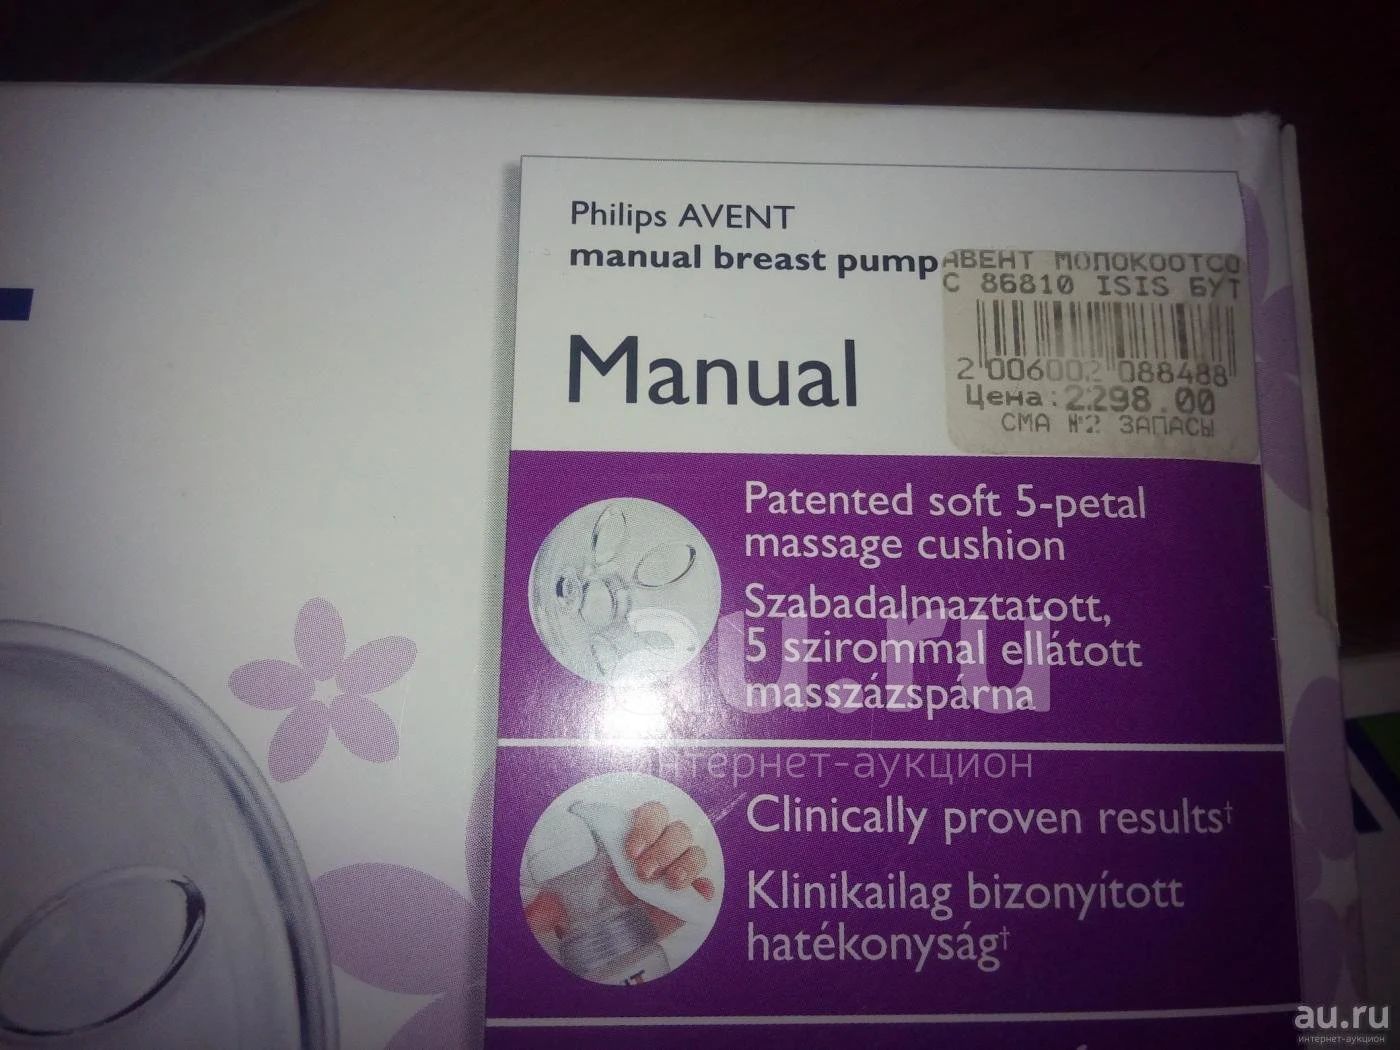 Philips AVENT
manual breast pump
АВЕНТ МОЛОКООТСО
С 86810 ISIS БУТ
2 006002 088488
Цена:2298.00
СМА №2 ЗАПАСЫ
Manual
Patented soft 5-petal
massage cushion
Szabadalmaztatott,
5 szirommal ellátott
masszázspárna
au.ru
интернет-аукцион
Clinically proven results†
Klinikailag bizonyított
hatékonyság†
au.ru
интернет-аукцион